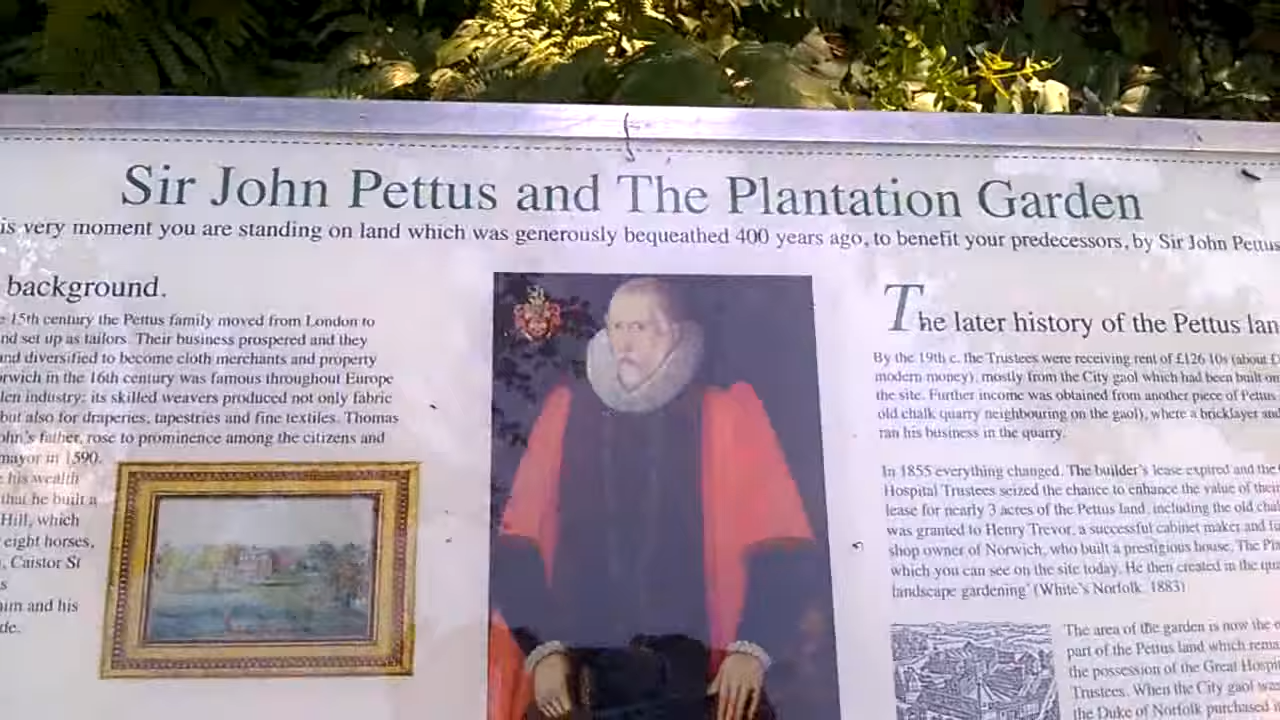 Sir John Pettus and The Plantation Garden
is very moment you are standing on land which was generously bequeathed 400 years ago, to benefit your predecessors, by Sir John Pettus
background.
15th century the Pettus family moved from London to
nd set up as tailors. Their business prospered and they
and diversified to become cloth merchants and property
rwich in the 16th century was famous throughout Europe
len industry; its skilled weavers produced not only fabric
but also for draperies, tapestries and fine textiles. Thomas
ohn's father, rose to prominence among the citizens and
mayor in 1590.
his wealth
that he built a
Hill, which
eight horses,
, Caistor St
s
him and his
de.
The later history of the Pettus lan
By the 19th c. the Trustees were receiving rent of £126 10s (about £
modern money), mostly from the City gaol which had been built on
the site. Further income was obtained from another piece of Pettus
old chalk quarry neighbouring on the gaol), where a bricklayer and
ran his business in the quarry.
In 1855 everything changed. The builder's lease expired and the
Hospital Trustees seized the chance to enhance the value of their
lease for nearly 3 acres of the Pettus land, including the old chal
was granted to Henry Trevor, a successful cabinet maker and fu
shop owner of Norwich, who built a prestigious house, The Pla
which you can see on the site today. He then created in the qua
landscape gardening' (White's Norfolk 1883)
The area of the garden is now the o
part of the Pettus land which rema
the possession of the Great Hospi
Trustees. When the City gaol was
the Duke of Norfolk purchased